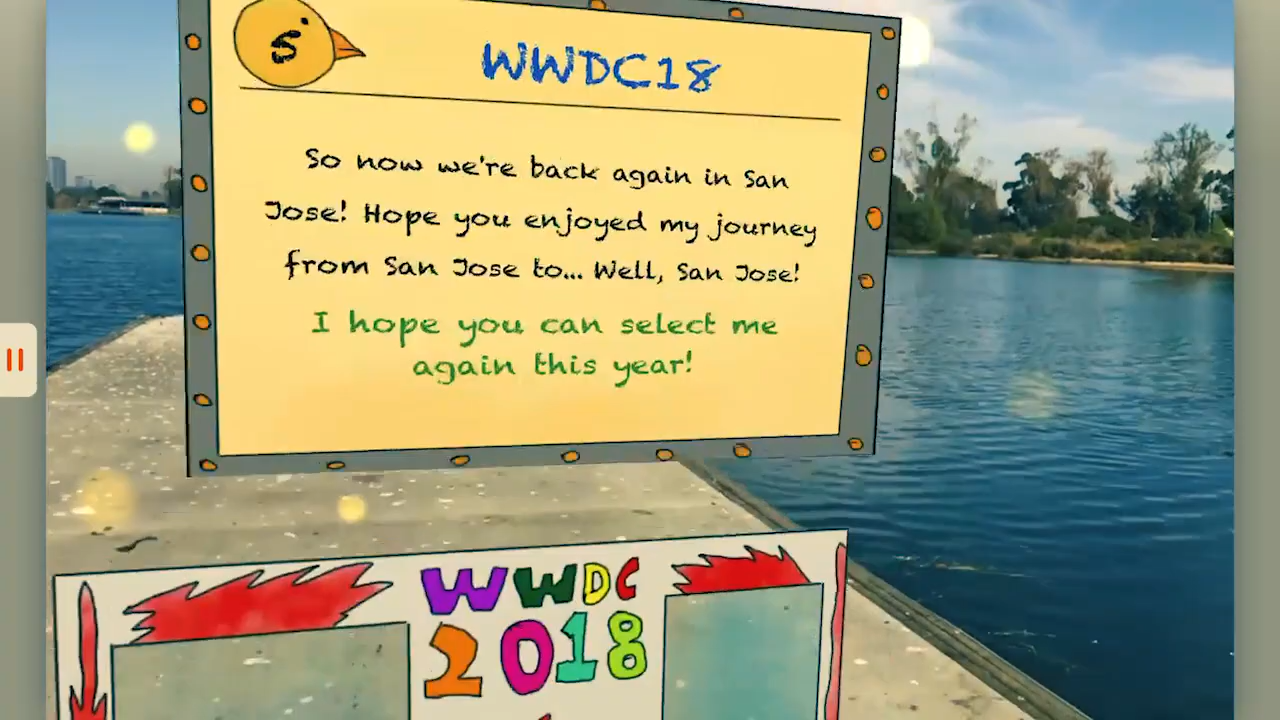 5
WWDC18
So now we're back again in San
Jose! Hope you enjoyed my journey
from San Jose to... Well, San Jose!
I hope you can select me
again this year!
WWDC
2018